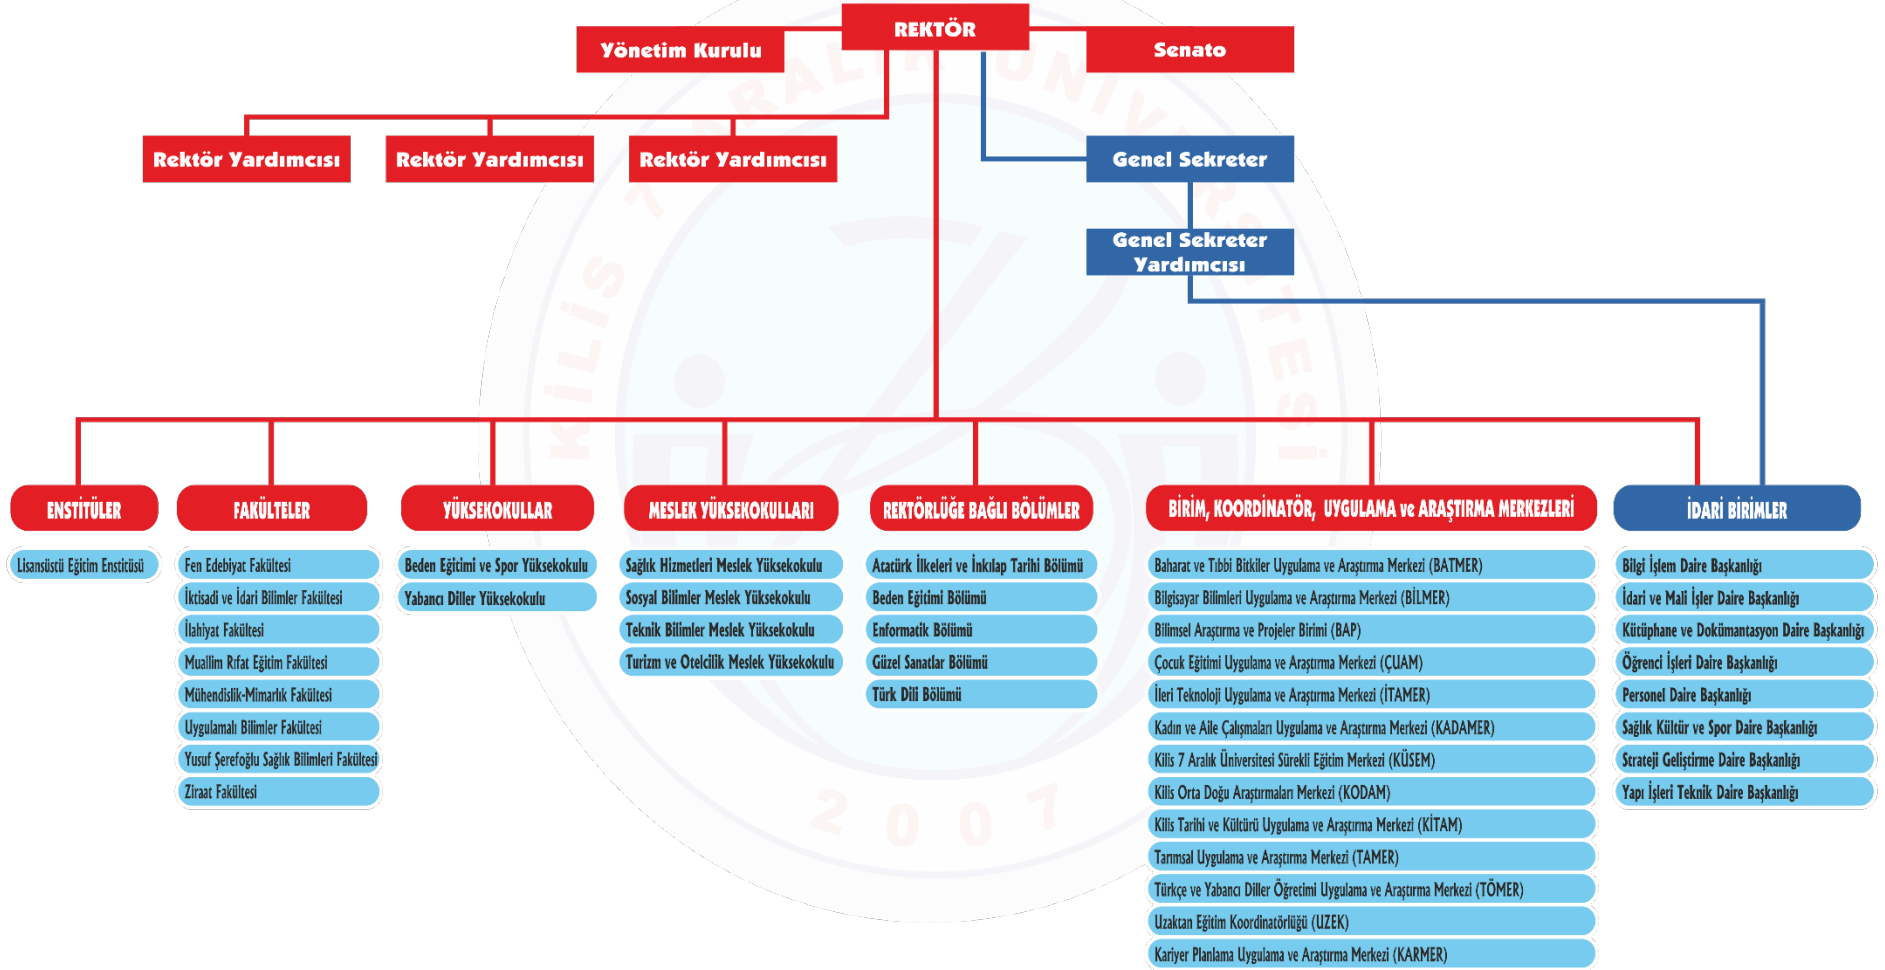 REKTÖR
Yönetim Kurulu
Senato
Rektör Yardımcısı
Rektör Yardımcısı
Rektör Yardımcısı
Genel Sekreter
Genel Sekreter
Yardımcısı
ENSTİTÜLER
Lisansüstü Eğitim Enstitüsü
FAKÜLTELER
Fen Edebiyat Fakültesi
İktisadi ve İdari Bilimler Fakültesi
İlahiyat Fakültesi
Muallim Rıfat Eğitim Fakültesi
Mühendislik-Mimarlık Fakültesi
Uygulamalı Bilimler Fakültesi
Yusuf Şerefoğlu Sağlık Bilimleri Fakültesi
Ziraat Fakültesi
YÜKSEKOKULLAR
Beden Eğitimi ve Spor Yüksekokulu
Yabancı Diller Yüksekokulu
MESLEK YÜKSEKOKULLARI
Sağlık Hizmetleri Meslek Yüksekokulu
Sosyal Bilimler Meslek Yüksekokulu
Teknik Bilimler Meslek Yüksekokulu
Turizm ve Otelcilik Meslek Yüksekokulu
REKTÖRLÜĞE BAĞLI BÖLÜMLER
Atatürk İlkeleri ve İnkılap Tarihi Bölümü
Beden Eğitimi Bölümü
Enformatik Bölümü
Güzel Sanatlar Bölümü
Türk Dili Bölümü
BİRİM, KOORDİNATÖR, UYGULAMA ve ARAŞTIRMA MERKEZLERİ
Baharat ve Tıbbi Bitkiler Uygulama ve Araştırma Merkezi (BATMER)
Bilgisayar Bilimleri Uygulama ve Araştırma Merkezi (BİLMER)
Bilimsel Araştırma ve Projeler Birimi (BAP)
Çocuk Eğitimi Uygulama ve Araştırma Merkezi (ÇUAM)
İleri Teknoloji Uygulama ve Araştırma Merkezi (İTAMER)
Kadın ve Aile Çalışmaları Uygulama ve Araştırma Merkezi (KADAMER)
Kilis 7 Aralık Üniversitesi Sürekli Eğitim Merkezi (KÜSEM)
Kilis Orta Doğu Araştırmaları Merkezi (KODAM)
Kilis Tarihi ve Kültürü Uygulama ve Araştırma Merkezi (KİTAM)
Tarımsal Uygulama ve Araştırma Merkezi (TAMER)
Türkçe ve Yabancı Diller Öğretimi Uygulama ve Araştırma Merkezi (TÖMER)
Uzaktan Eğitim Koordinatörlüğü (UZEK)
Kariyer Planlama Uygulama ve Araştırma Merkezi (KARMER)
İDARİ BİRİMLER
Bilgi İşlem Daire Başkanlığı
İdari ve Mali İşler Daire Başkanlığı
Kütüphane ve Dokümantasyon Daire Başkanlığı
Öğrenci İşleri Daire Başkanlığı
Personel Daire Başkanlığı
Sağlık Kültür ve Spor Daire Başkanlığı
Strateji Geliştirme Daire Başkanlığı
Yapı İşleri Teknik Daire Başkanlığı
KİLİS 7 ARALIK ÜNİVERSİTESİ
2007